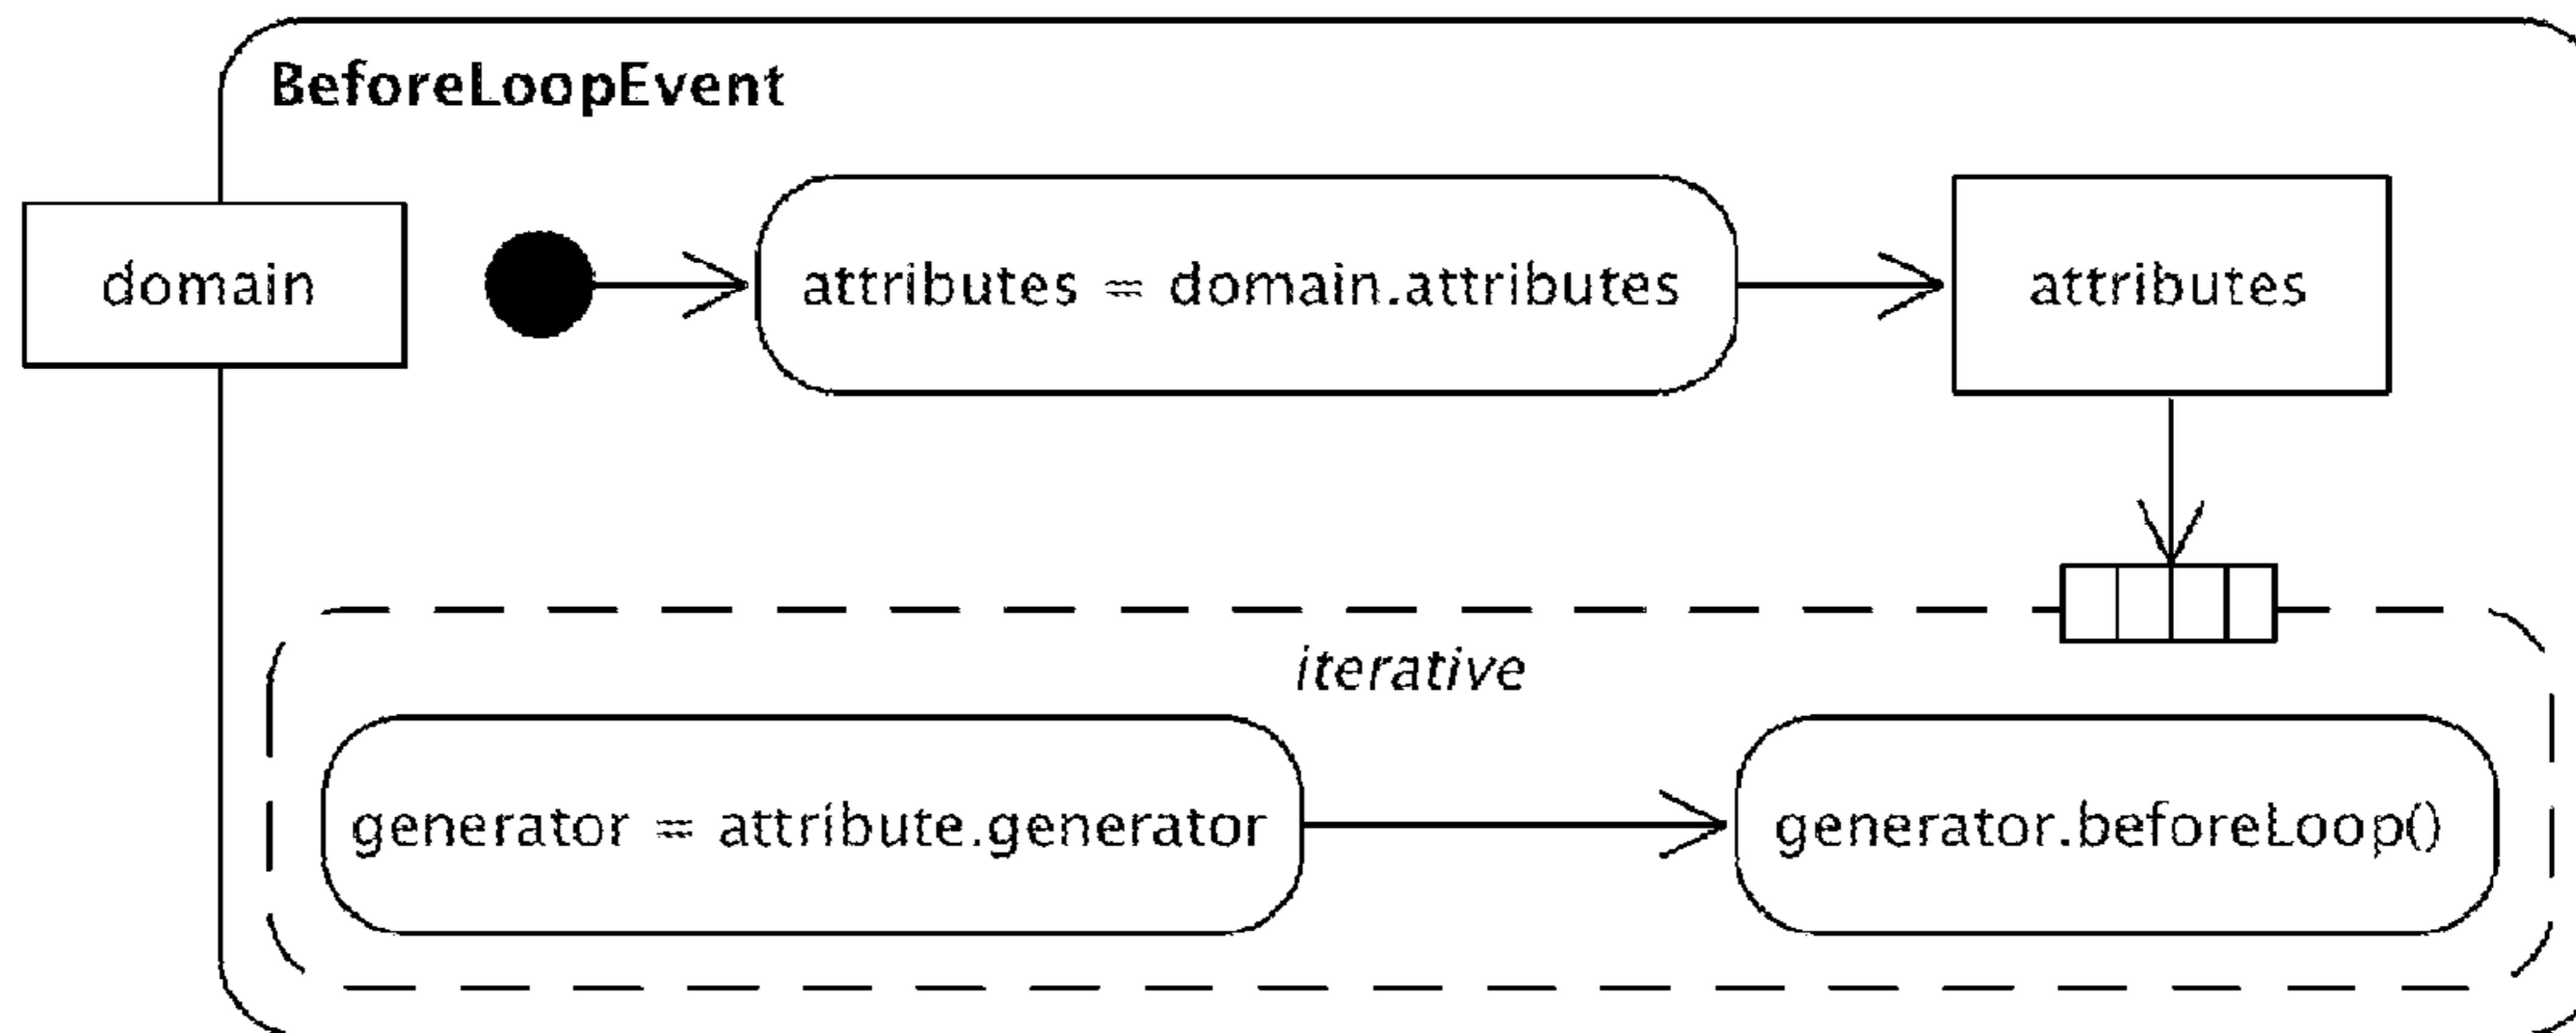 BeforeLoopEvent
domain
attributes = domain.attributes
attributes
iterative
generator = attribute.generator
generator.beforeLoop()